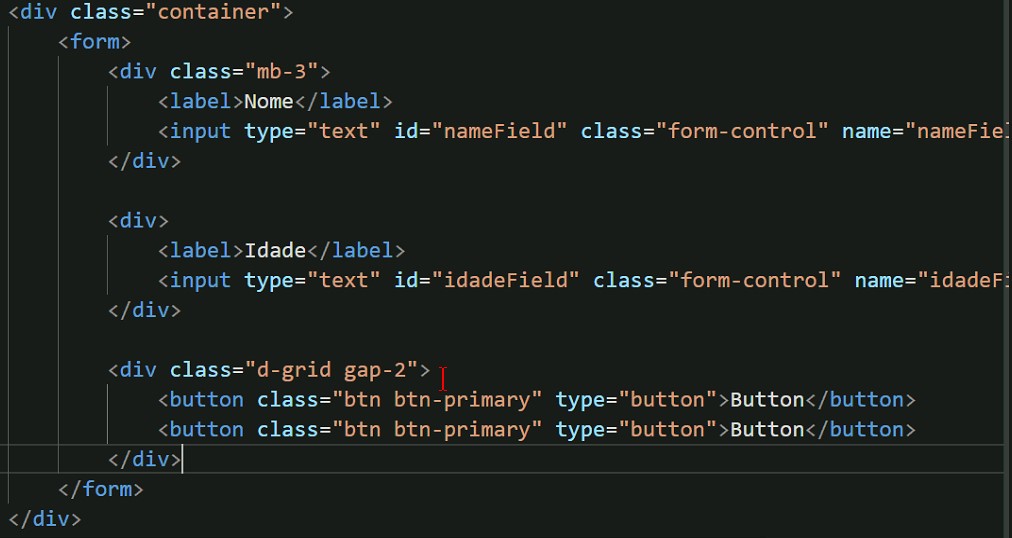 <div class="container">
<form>
<div class="mb-3">
<label>Nome</label>
<input type="text" id="nameField" class="form-control" name="nameFiel
</div>
<div>
<label>Idade</label>
<input type="text" id="idadeField" class="form-control" name="idadeF
</div>
<div class="d-grid gap-2">
<button class="btn btn-primary" type="button">Button</button>
<button class="btn btn-primary" type="button">Button</button>
</div>
</form>
</div>